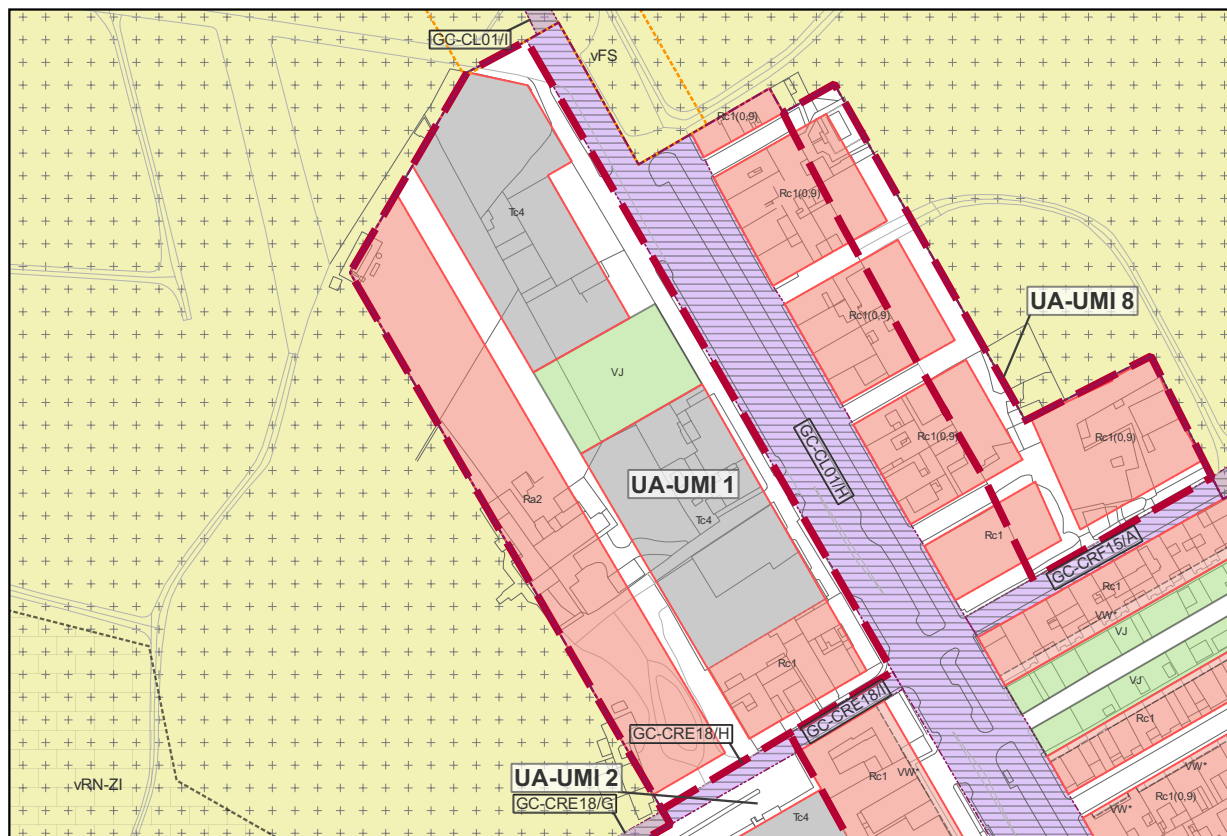 GC-CL01/I
vFS
Rc1(0,9)
Rc1(0,9)
Tc4
UA-UMI 8
Rc1(0,9)
VJ
Rc1(0,9)
Rc1(0,9)
GC-CL01/H
UA-UMI 1
Ra2
Tc4
Rc1
GC-CRF15/A
Rc1
VW*
VJ
Rc1
VJ
GC-CRE18/I
Rc1
GC-CRE18/H
UA-UMI 2
VW*
Rc1
VW*
vRN-ZI
GC-CRE18/G
Rc1(0,9)
VW*
Tc4